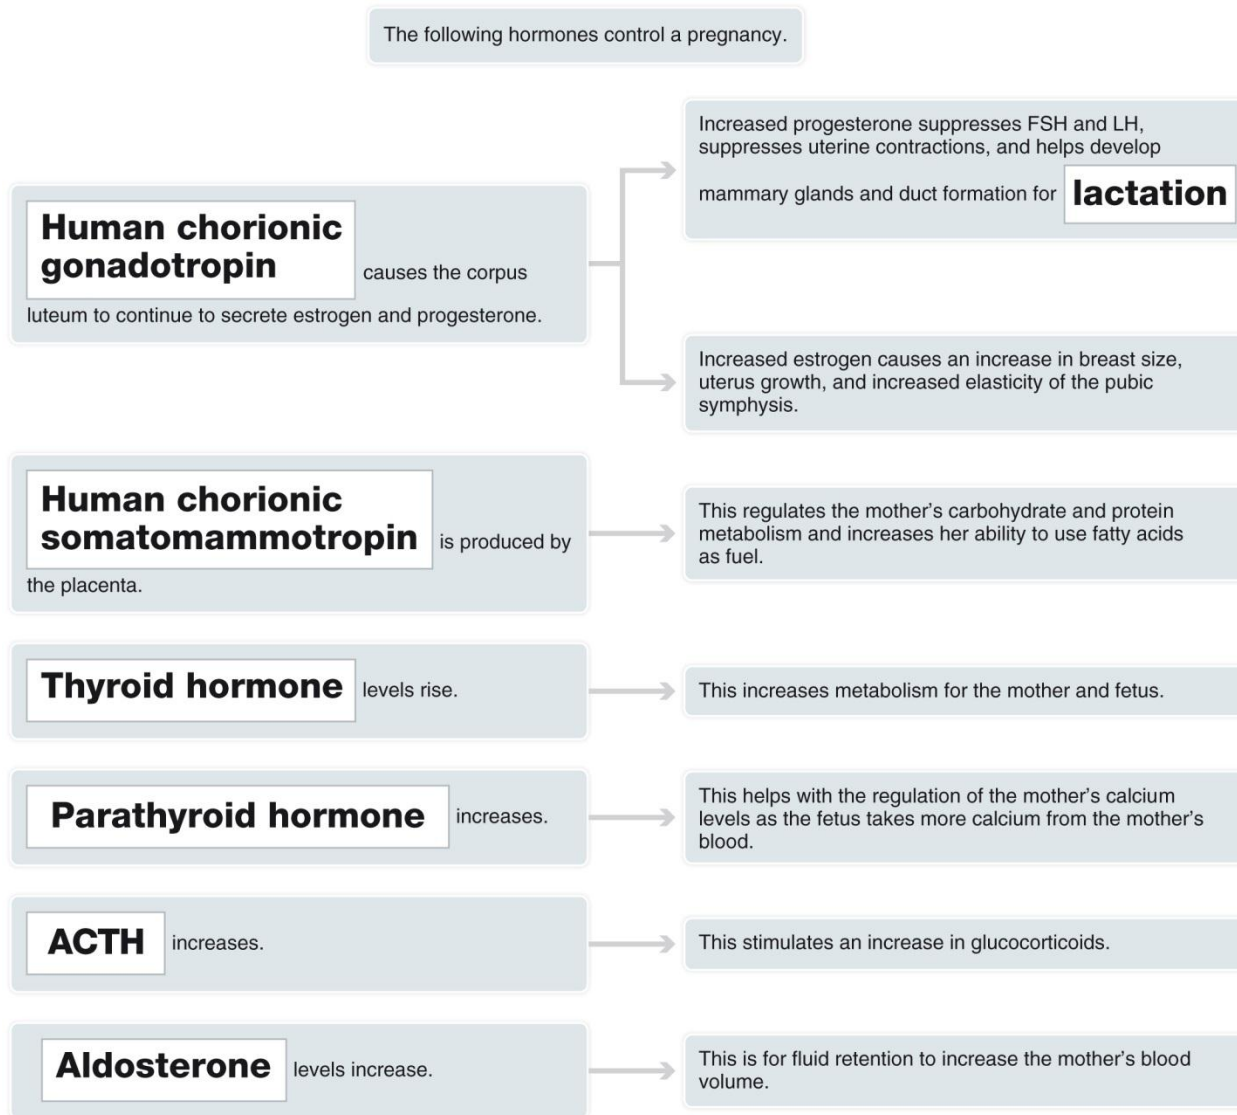 The following hormones control a pregnancy.
Human chorionic
gonadotropin causes the corpus
luteum to continue to secrete estrogen and progesterone.
Increased progesterone suppresses FSH and LH,
suppresses uterine contractions, and helps develop
mammary glands and duct formation for lactation
Increased estrogen causes an increase in breast size,
uterus growth, and increased elasticity of the pubic
symphysis.
Human chorionic
somatomammotropin is produced by
the placenta.
This regulates the mother’s carbohydrate and protein
metabolism and increases her ability to use fatty acids
as fuel.
Thyroid hormone levels rise.
This increases metabolism for the mother and fetus.
Parathyroid hormone increases.
This helps with the regulation of the mother’s calcium
levels as the fetus takes more calcium from the mother’s
blood.
ACTH increases.
This stimulates an increase in glucocorticoids.
Aldosterone levels increase.
This is for fluid retention to increase the mother’s blood
volume.